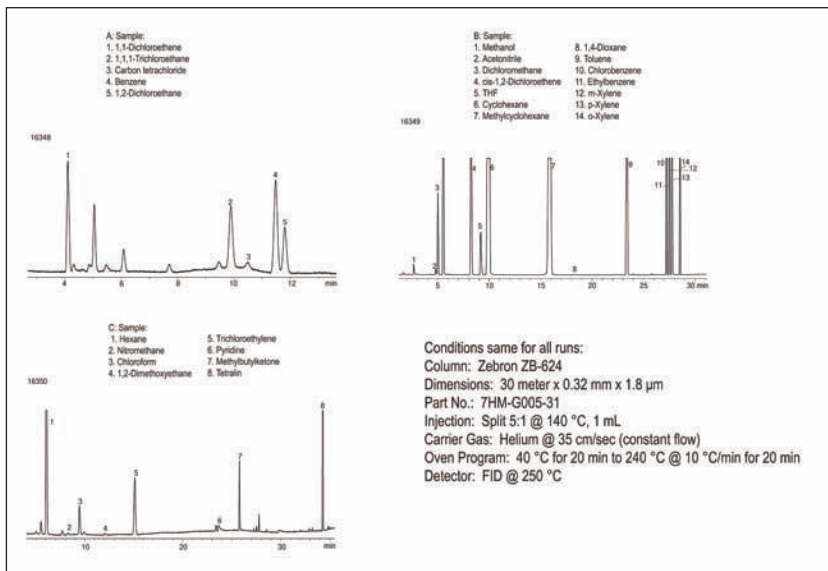 A: Sample:
1. 1,1-Dichloroethene
2. 1,1,1-Trichloroethane
3. Carbon tetrachloride
4. Benzene
5. 1,2-Dichloroethane
16348
1
2
3
4
5
4 6 8 10 12 min
B: Sample:
1. Methanol 8. 1,4-Dioxane
2. Acetonitrile 9. Toluene
3. Dichloromethane 10. Chlorobenzene
4. cis-1,2-Dichloroethene 11. Ethylbenzene
5. THF 12. m-Xylene
6. Cyclohexane 13. p-Xylene
7. Methylcyclohexane 14. o-Xylene
16349
1
2
3
4
5
6
7
8
9
10
11
14
12
13
5 10 15 20 25 30 min
C: Sample:
1. Hexane 5. Trichloroethylene
2. Nitromethane 6. Pyridine
3. Chloroform 7. Methylbutylketone
4. 1,2-Dimethoxyethane 8. Tetralin
16350
1
2
3
4
5
6
7
8
10 20 30 min
Conditions same for all runs:
Column: Zebron ZB-624
Dimensions: 30 meter x 0.32 mm x 1.8 µm
Part No.: 7HM-G005-31
Injection: Split 5:1 @ 140 °C, 1 mL
Carrier Gas: Helium @ 35 cm/sec (constant flow)
Oven Program: 40 °C for 20 min to 240 °C @ 10 °C/min for 20 min
Detector: FID @ 250 °C